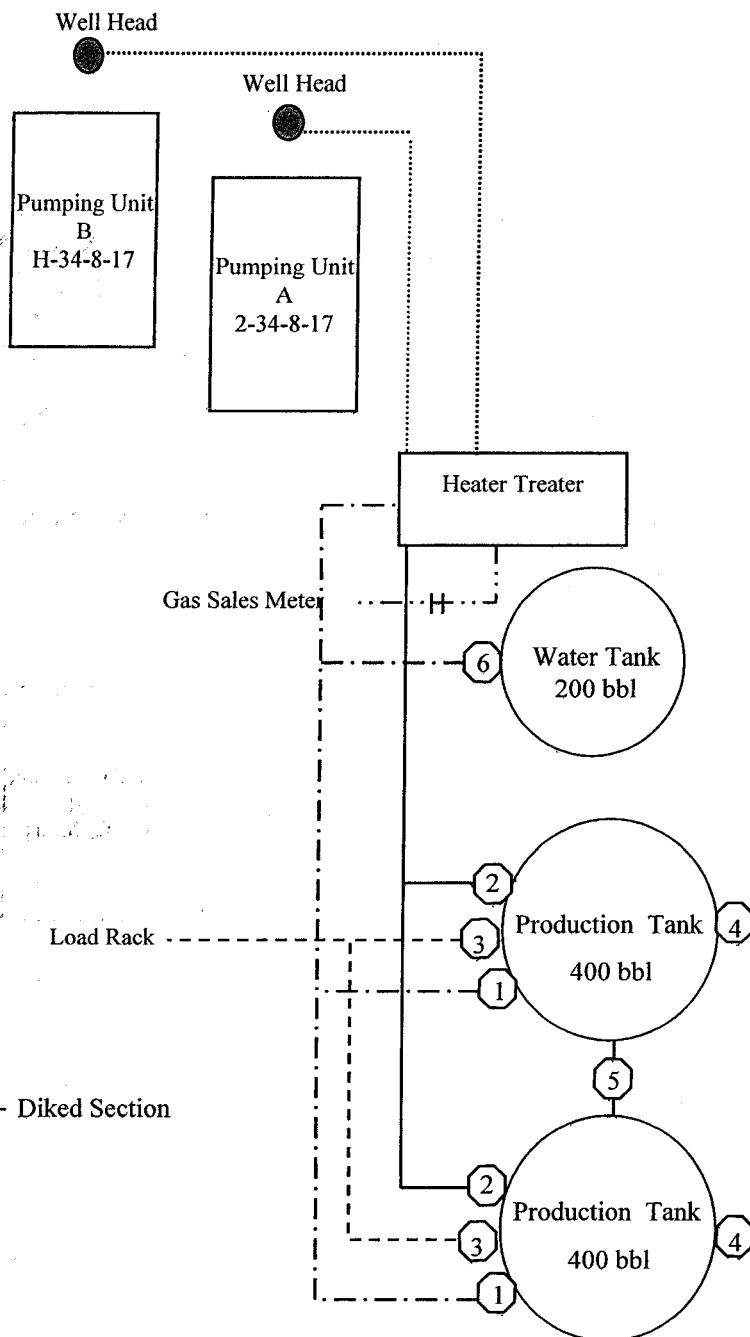 Well Head
Well Head
Pumping Unit
B
H-34-8-17
Pumping Unit
A
2-34-8-17
Heater Treater
Gas Sales Meter
6
Water Tank
200 bbl
2
Production Tank
4
Load Rack
3
400 bbl
1
5
- Diked Section
2
Production Tank
4
3
400 bbl
1